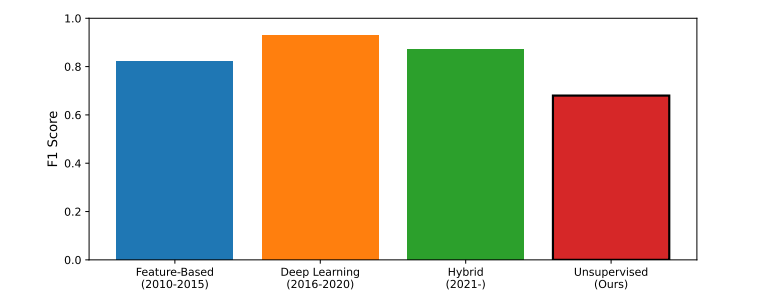 1.0
0.8
0.6
0.4
0.2
0.0
F1 Score
Feature-Based
(2010-2015)
Deep Learning
(2016-2020)
Hybrid
(2021-)
Unsupervised
(Ours)